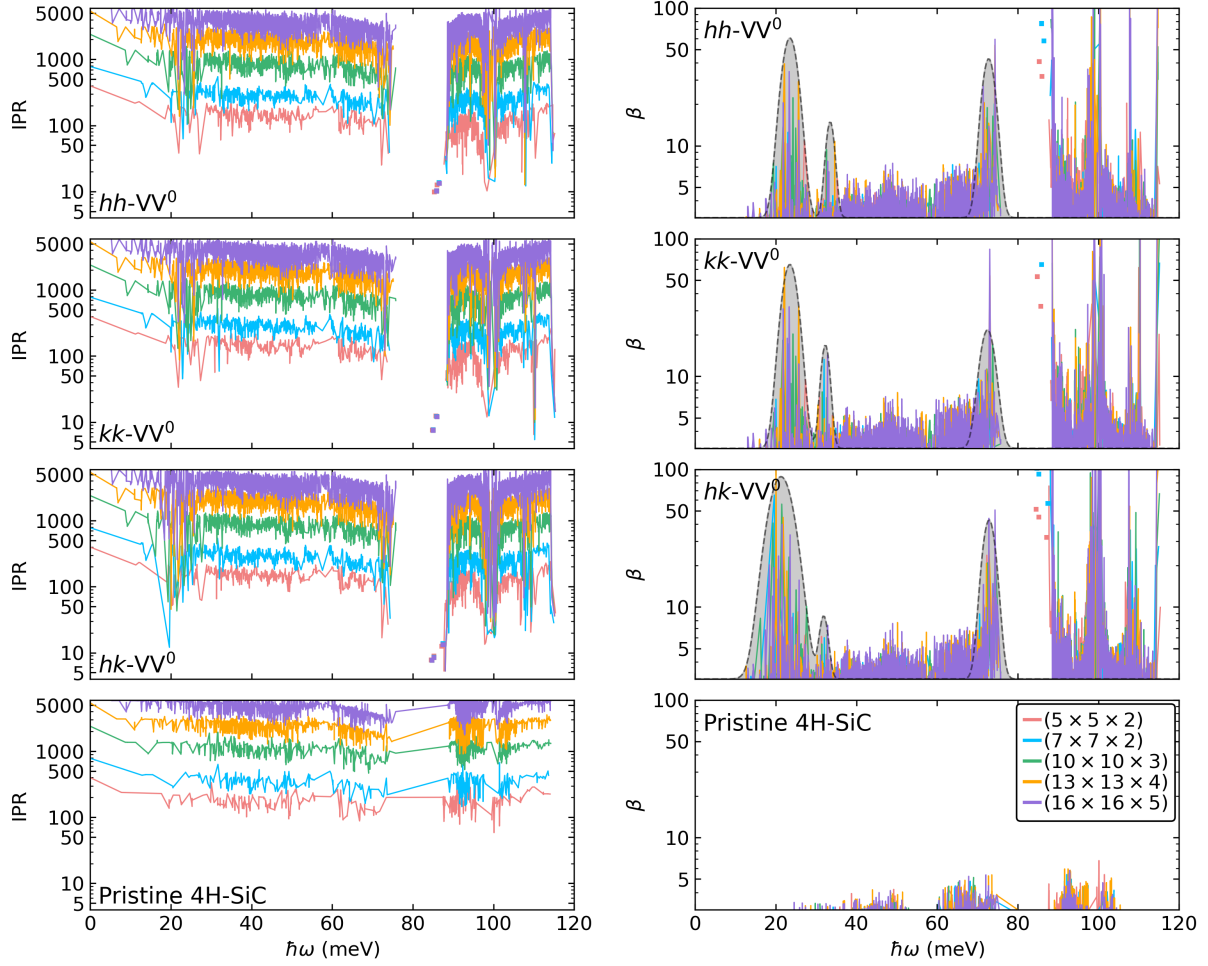 5000
1000
500
100
50
10
5
IPR
hh-VV⁰
100
50
10
5
β
hh-VV⁰
5000
1000
500
100
50
10
5
IPR
kk-VV⁰
100
50
10
5
β
kk-VV⁰
5000
1000
500
100
50
10
5
IPR
hk-VV⁰
100
50
10
5
β
hk-VV⁰
5000
1000
500
100
50
10
5
IPR
Pristine 4H-SiC
0 20 40 60 80 100 120
ℏω (meV)
100
50
10
5
β
Pristine 4H-SiC
(5 × 5 × 2)
(7 × 7 × 2)
(10 × 10 × 3)
(13 × 13 × 4)
(16 × 16 × 5)
0 20 40 60 80 100 120
ℏω (meV)